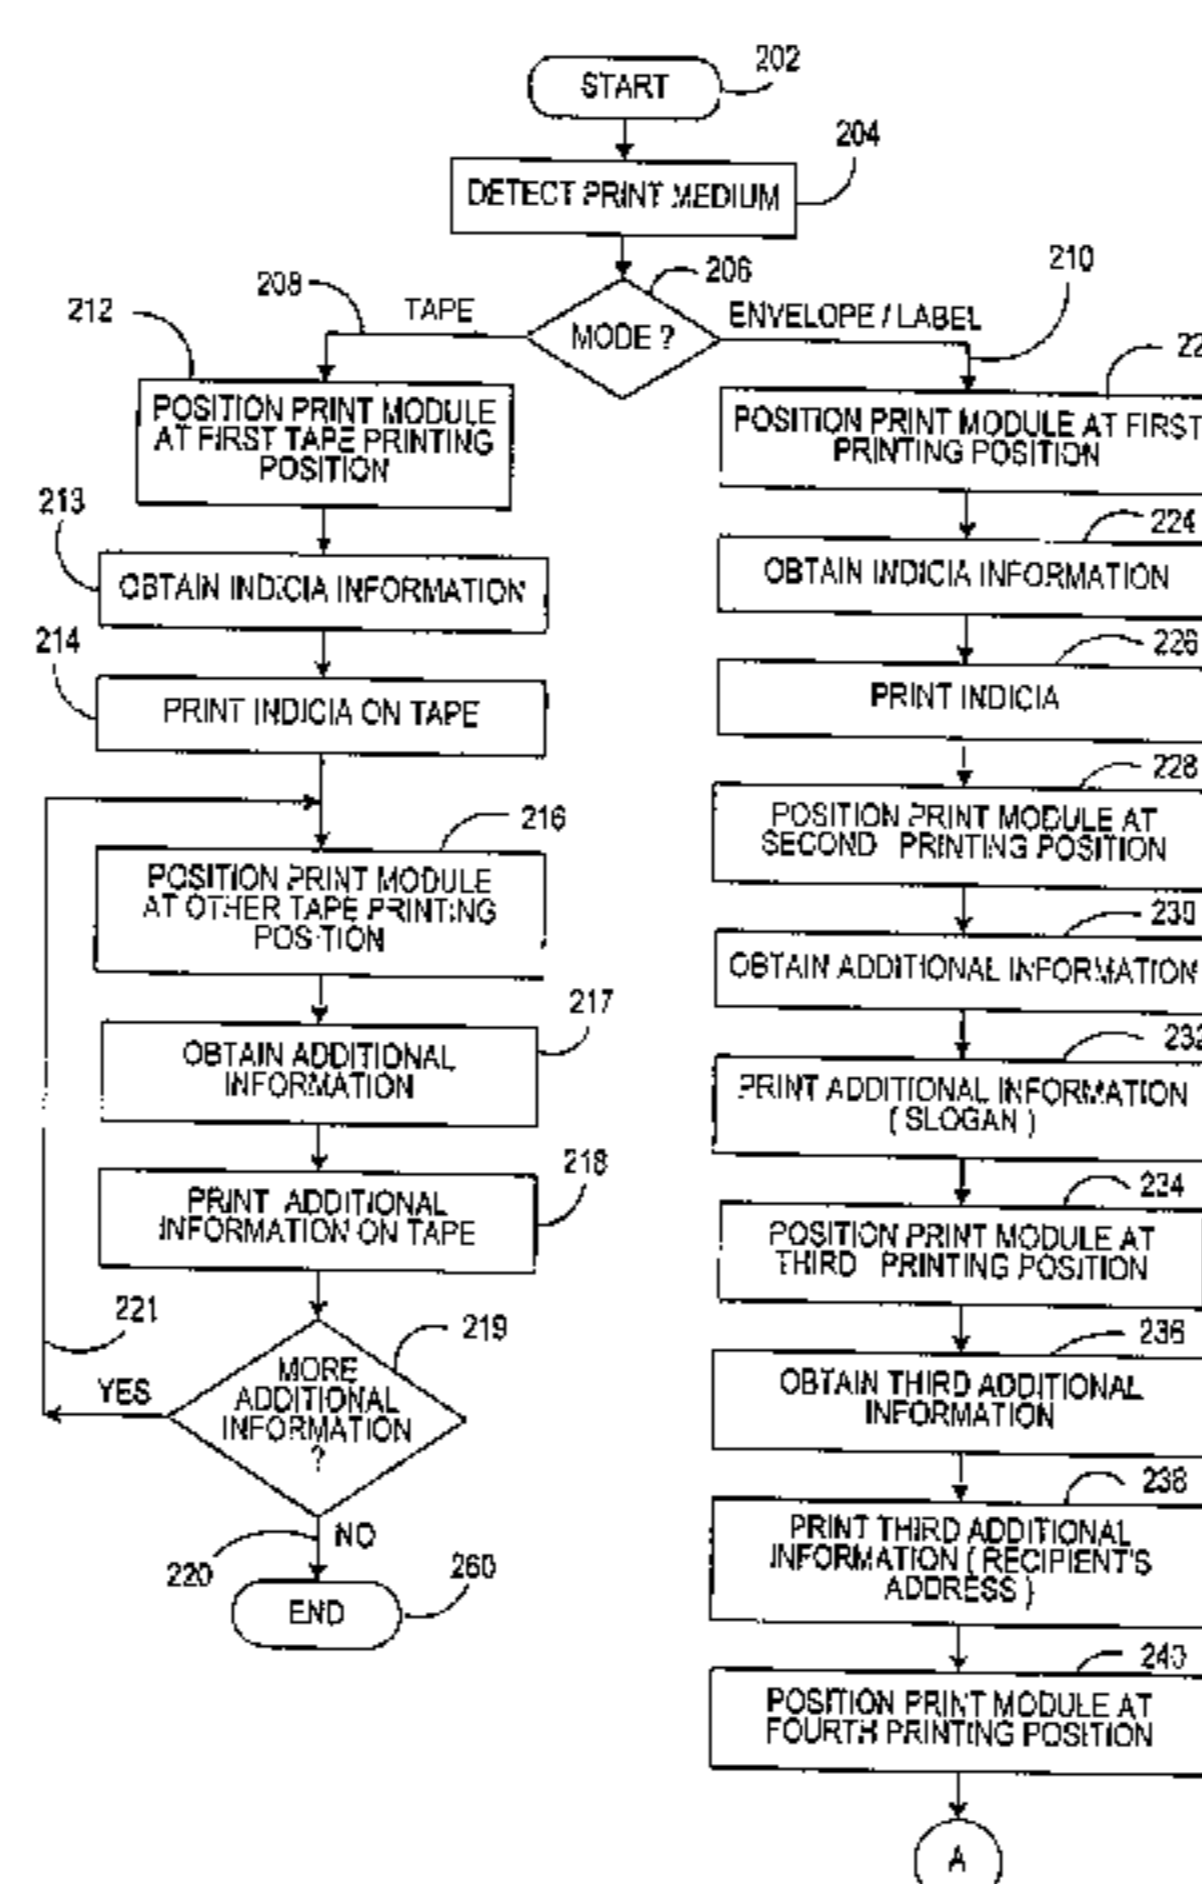 START
202
DETECT PRINT MEDIUM
204
MODE ?
206
TAPE
208
ENVELOPE / LABEL
210
212
POSITION PRINT MODULE
AT FIRST TAPE PRINTING
POSITION
213
OBTAIN INDICIA INFORMATION
214
PRINT INDICIA ON TAPE
216
POSITION PRINT MODULE
AT OTHER TAPE PRINTING
POSITION
217
OBTAIN ADDITIONAL
INFORMATION
218
PRINT ADDITIONAL
INFORMATION ON TAPE
221
YES
219
MORE
ADDITIONAL
INFORMATION
?
NO
220
END
260
POSITION PRINT MODULE AT FIRST
PRINTING POSITION
224
OBTAIN INDICIA INFORMATION
226
PRINT INDICIA
228
POSITION PRINT MODULE AT
SECOND PRINTING POSITION
230
OBTAIN ADDITIONAL INFORMATION
232
PRINT ADDITIONAL INFORMATION
( SLOGAN )
234
POSITION PRINT MODULE AT
THIRD PRINTING POSITION
236
OBTAIN THIRD ADDITIONAL
INFORMATION
238
PRINT THIRD ADDITIONAL
INFORMATION ( RECIPIENT'S
ADDRESS )
240
POSITION PRINT MODULE AT
FOURTH PRINTING POSITION
A